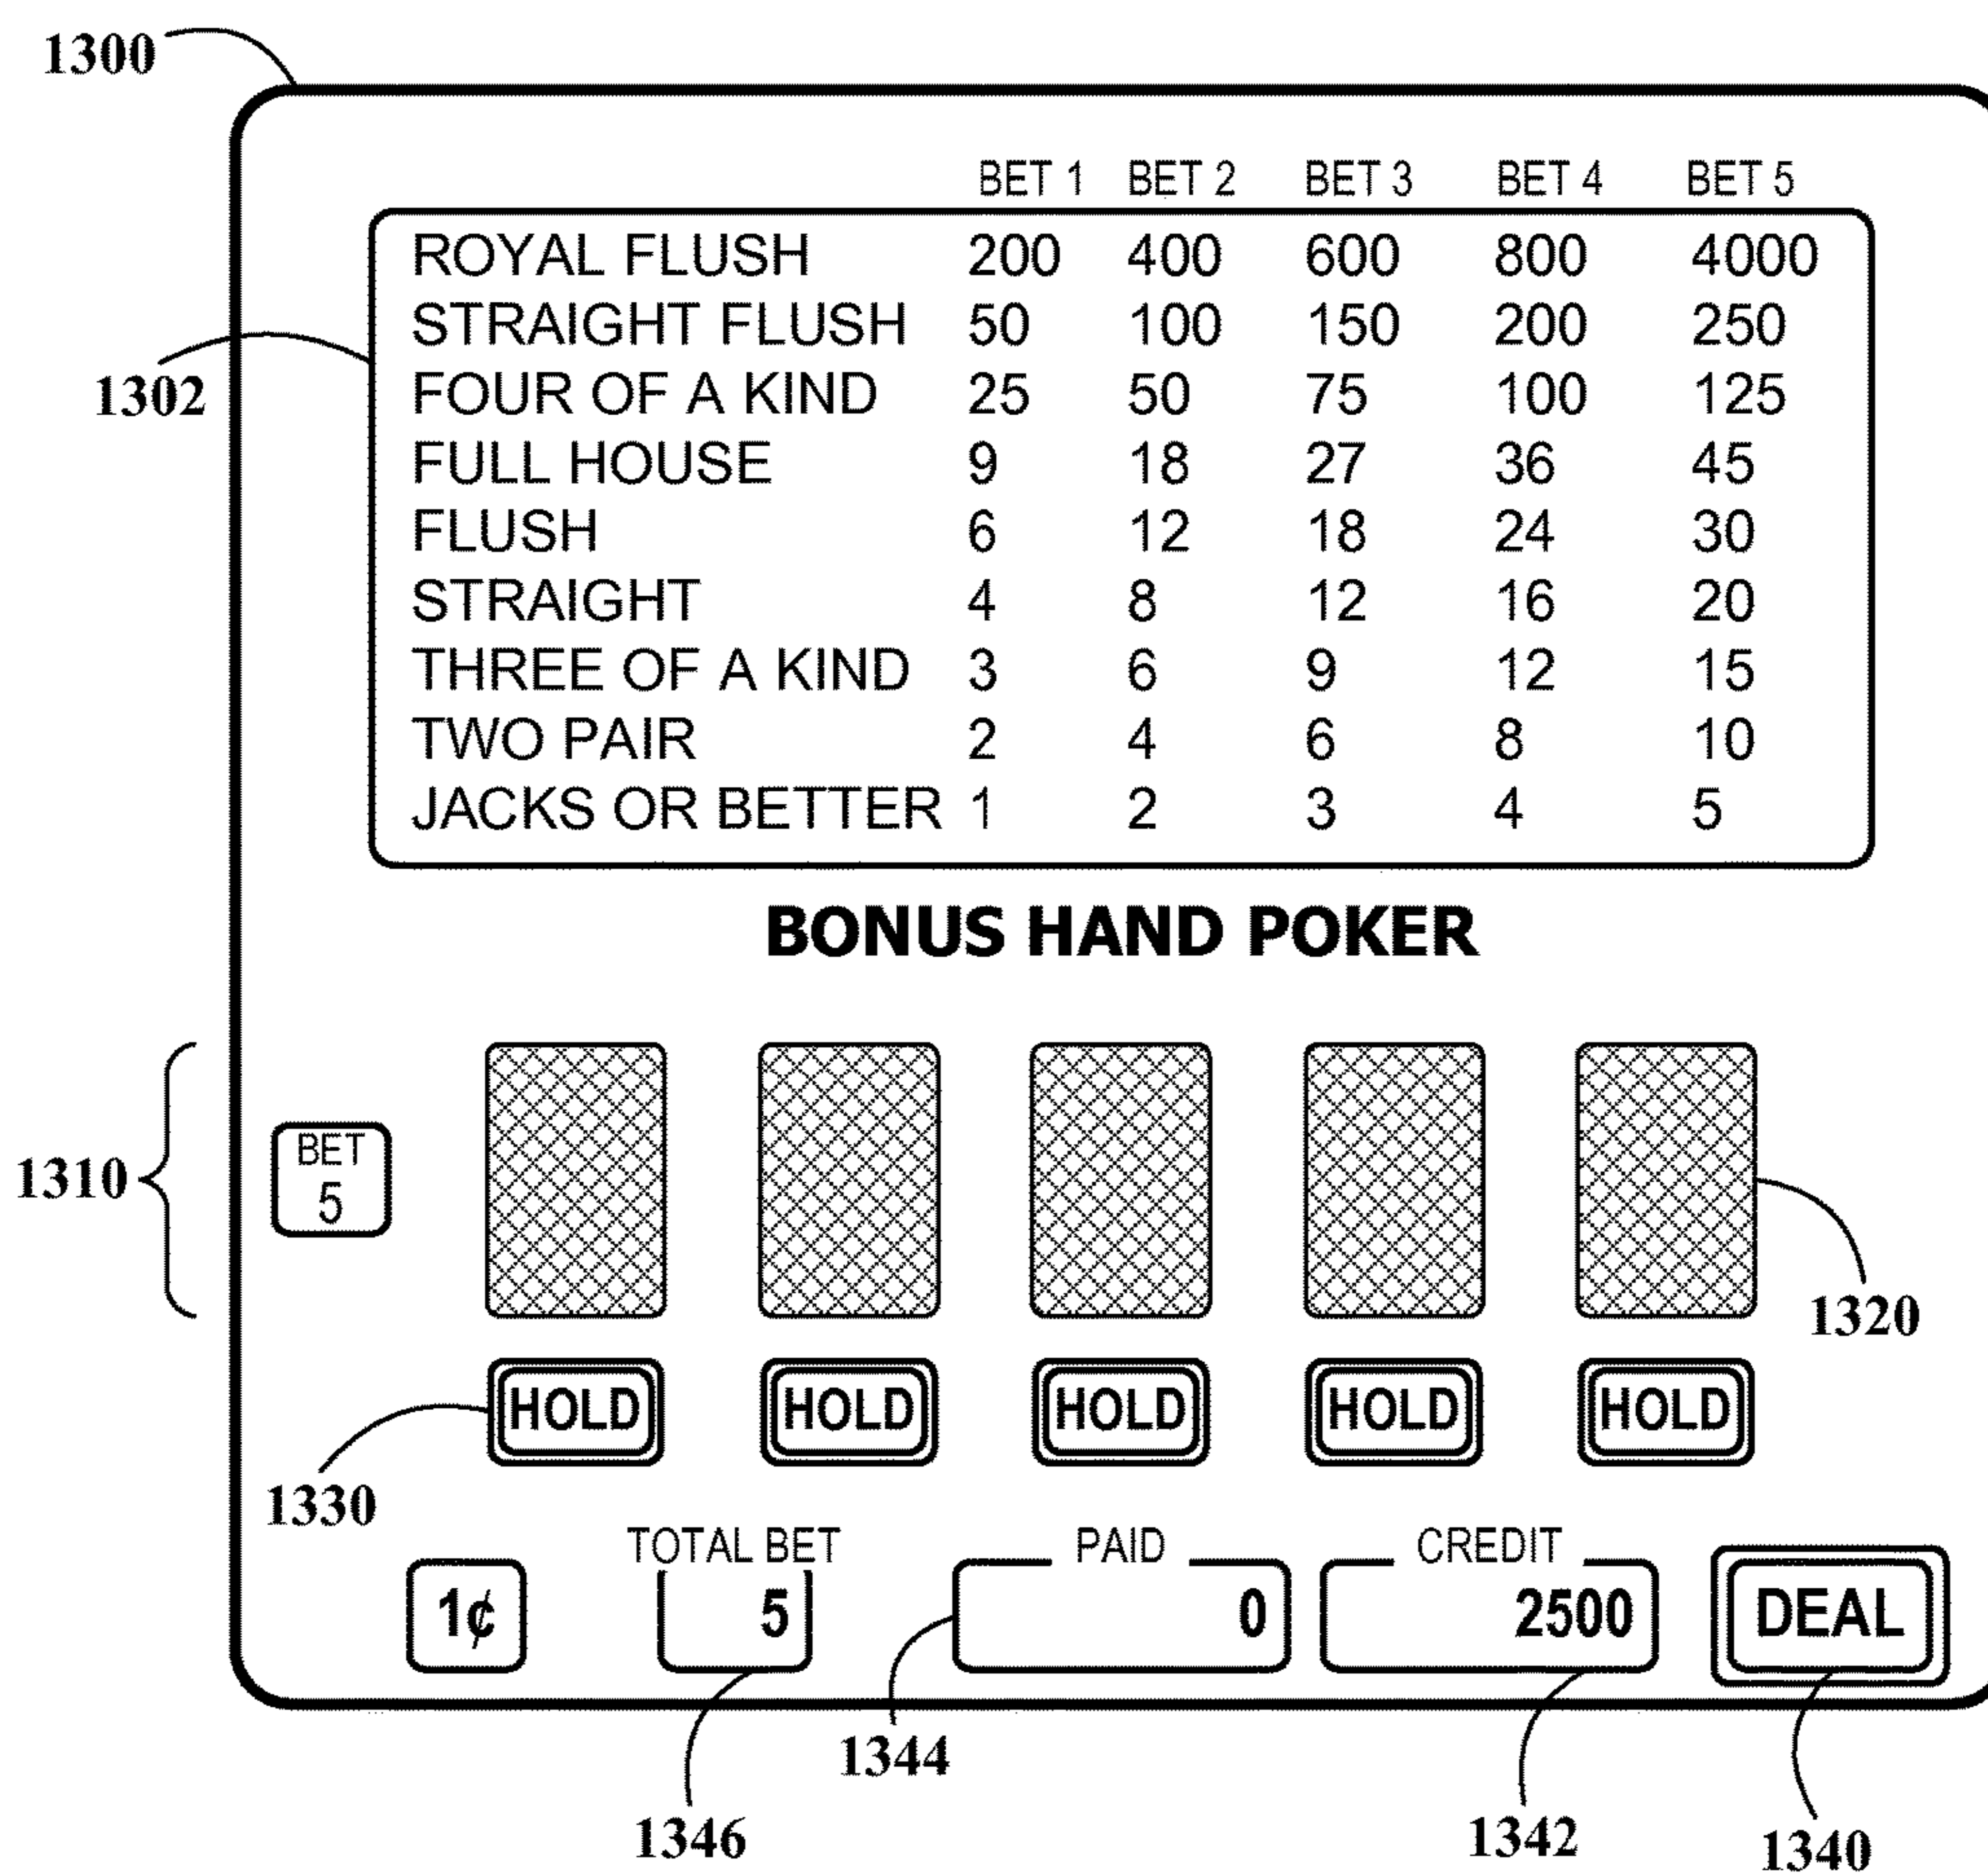 1300
BET 1 BET 2 BET 3 BET 4 BET 5
ROYAL FLUSH 200 400 600 800 4000
STRAIGHT FLUSH 50 100 150 200 250
1302
FOUR OF A KIND 25 50 75 100 125
FULL HOUSE 9 18 27 36 45
FLUSH 6 12 18 24 30
STRAIGHT 4 8 12 16 20
THREE OF A KIND 3 6 9 12 15
TWO PAIR 2 4 6 8 10
JACKS OR BETTER 1 2 3 4 5
BONUS HAND POKER
1310
BET
5
1320
HOLD HOLD HOLD HOLD HOLD
1330
TOTAL BET PAID CREDIT
1¢ 5 0 2500 DEAL
1344
1346 1342 1340